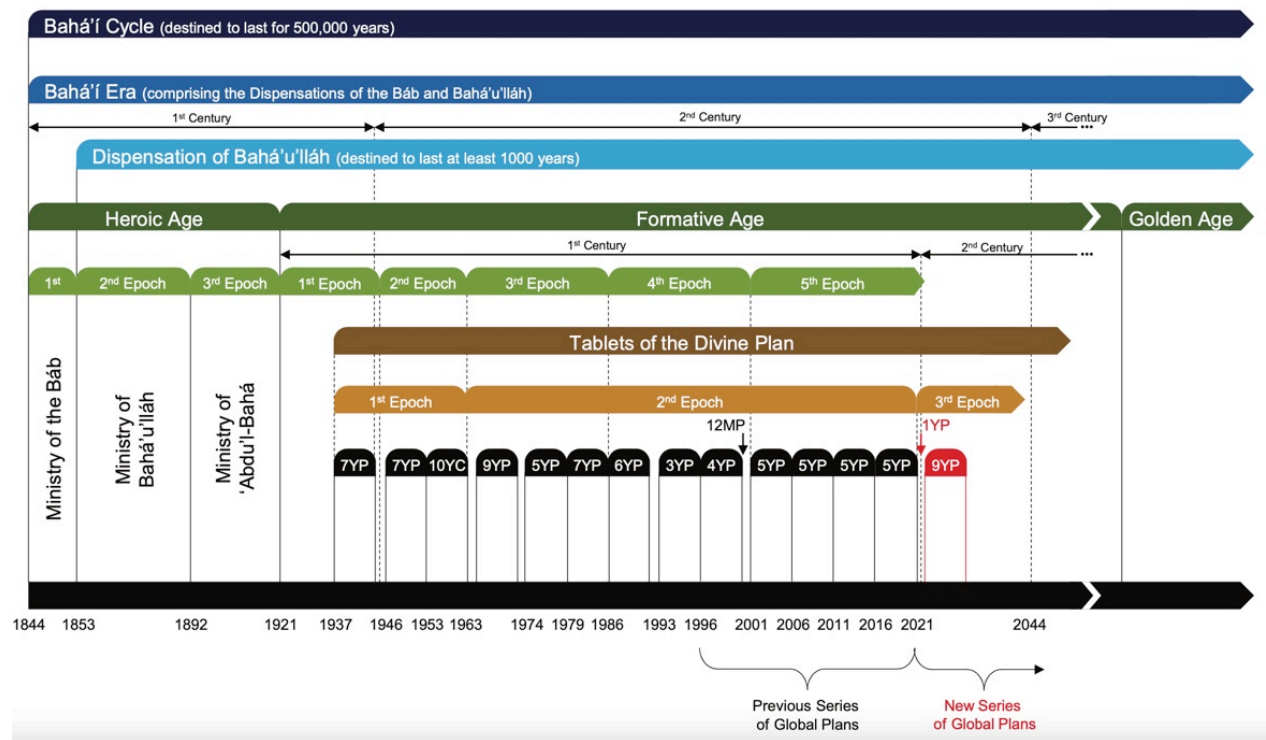 Bahá'í Cycle (destined to last for 500,000 years)
Bahá'í Era (comprising the Dispensations of the Báb and Bahá'u'lláh)
1st Century
2nd Century
3rd Century
...
Dispensation of Bahá'u'lláh (destined to last at least 1000 years)
Heroic Age
Formative Age
Golden Age
1st Century
2nd Century
...
1st
2nd Epoch
3rd Epoch
1st Epoch
2nd Epoch
3rd Epoch
4th Epoch
5th Epoch
Tablets of the Divine Plan
1st Epoch
2nd Epoch
3rd Epoch
Ministry of the Báb
Ministry of
Bahá'u'lláh
Ministry of
'Abdu'l-Bahá
12MP
1YP
7YP
7YP
10YC
9YP
5YP
7YP
6YP
3YP
4YP
5YP
5YP
5YP
5YP
9YP
1844
1853
1892
1921
1937
1946
1953
1963
1974
1979
1986
1993
1996
2001
2006
2011
2016
2021
2044
Previous Series
of Global Plans
New Series
of Global Plans